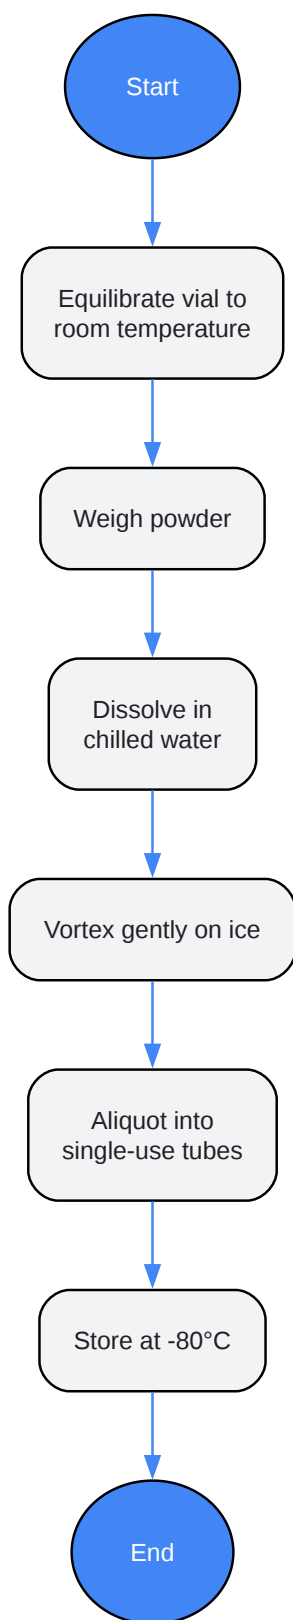 Start
Equilibrate vial to
room temperature
Weigh powder
Dissolve in
chilled water
Vortex gently on ice
Aliquot into
single-use tubes
Store at -80°C
End